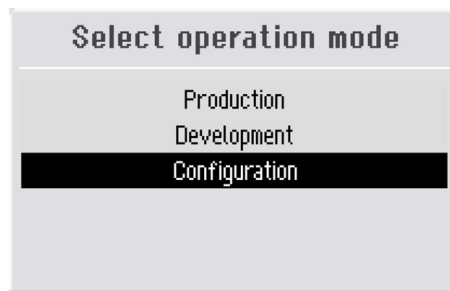 Select operation mode
Production
Development
Configuration